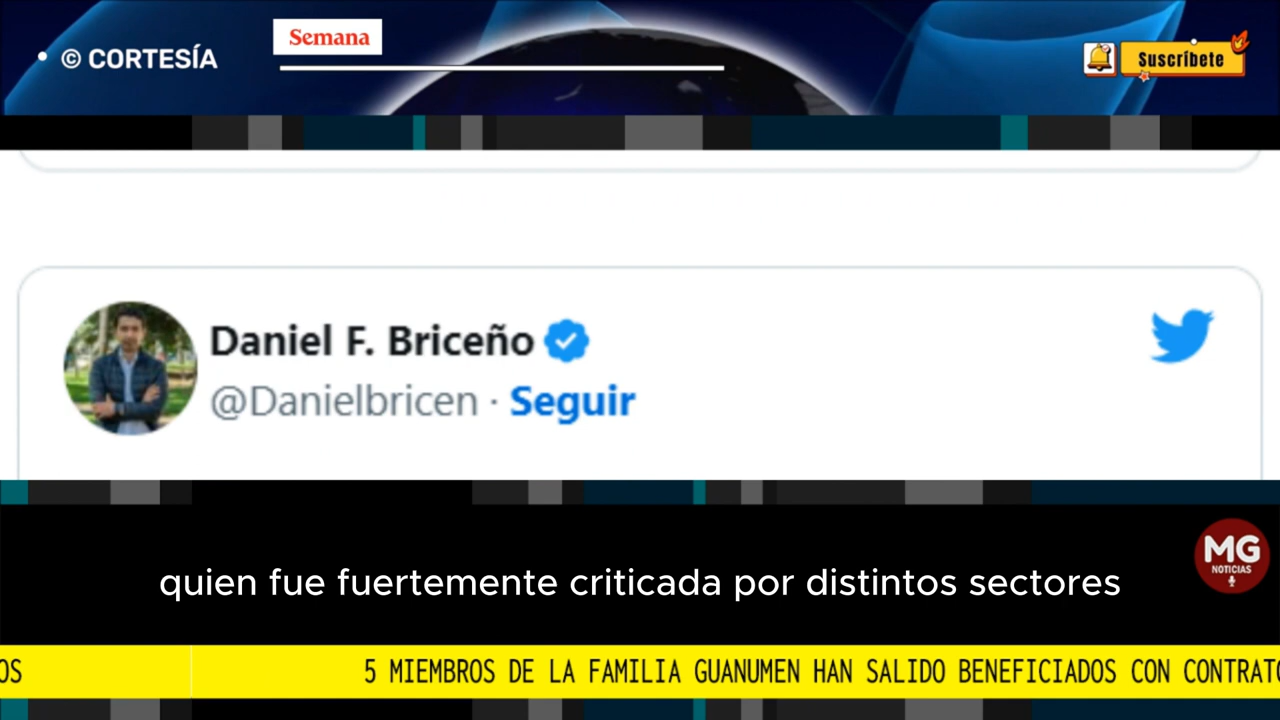 • © CORTESÍA
Semana
Suscríbete
Daniel F. Briceño
@Danielbricen · Seguir
MG
NOTICIAS
quien fue fuertemente criticada por distintos sectores
OS
5 MIEMBROS DE LA FAMILIA GUANUMEN HAN SALIDO BENEFICIADOS CON CONTRATO